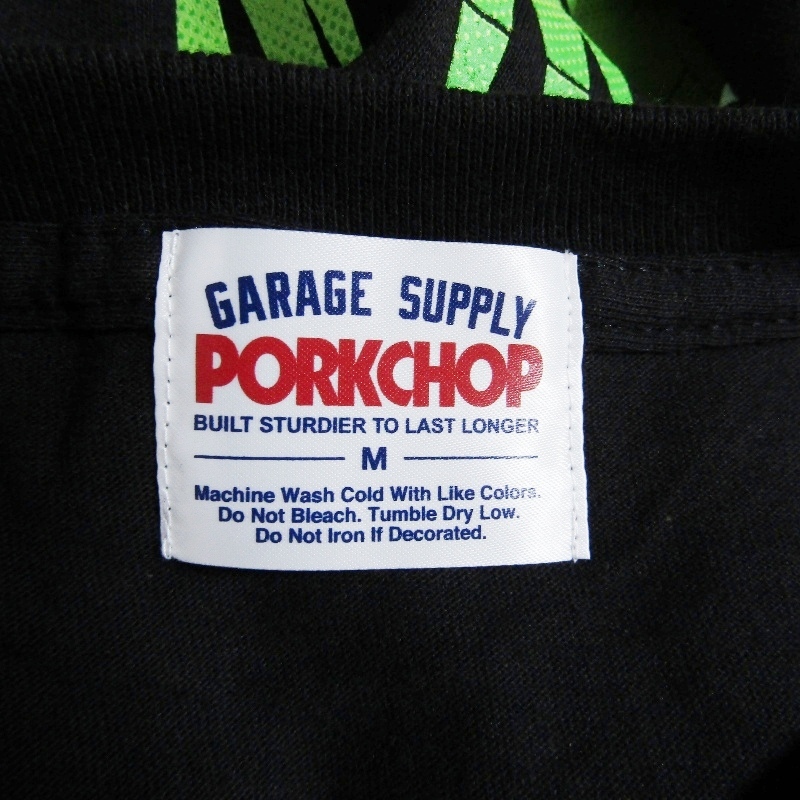 GARAGE SUPPLY
PORKCHOP
BUILT STURDIER TO LAST LONGER
M
Machine Wash Cold With Like Colors.
Do Not Bleach. Tumble Dry Low.
Do Not Iron If Decorated.